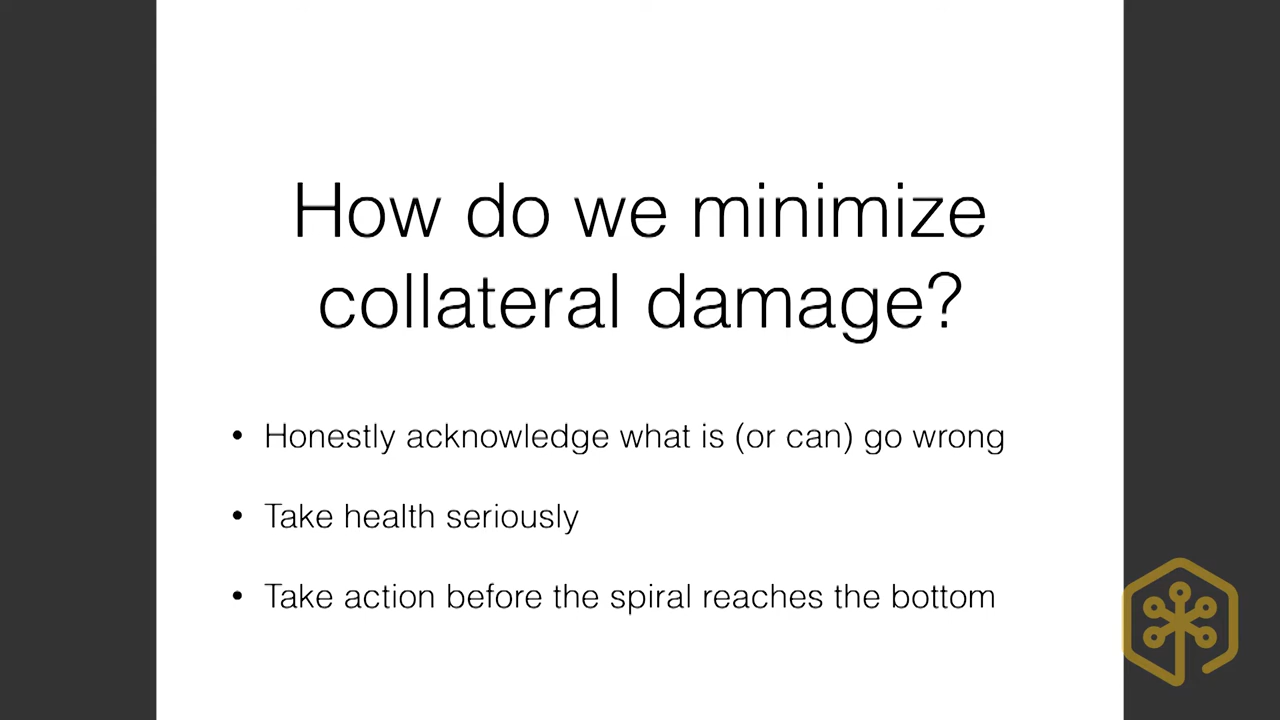 How do we minimize
collateral damage?
• Honestly acknowledge what is (or can) go wrong
• Take health seriously
• Take action before the spiral reaches the bottom